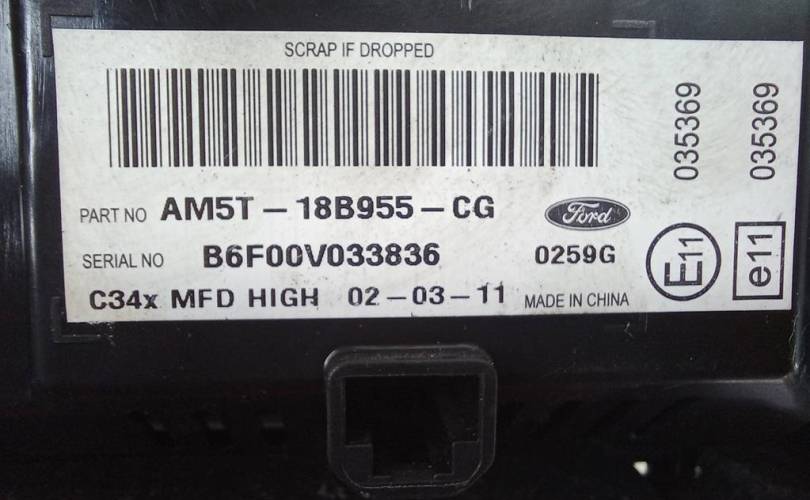 SCRAP IF DROPPED
PART NO AM5T-18B955-CG Ford
SERIAL NO B6F00V033836 0259G
C34x MFD HIGH 02-03-11 MADE IN CHINA
035369
E11
035369
e11